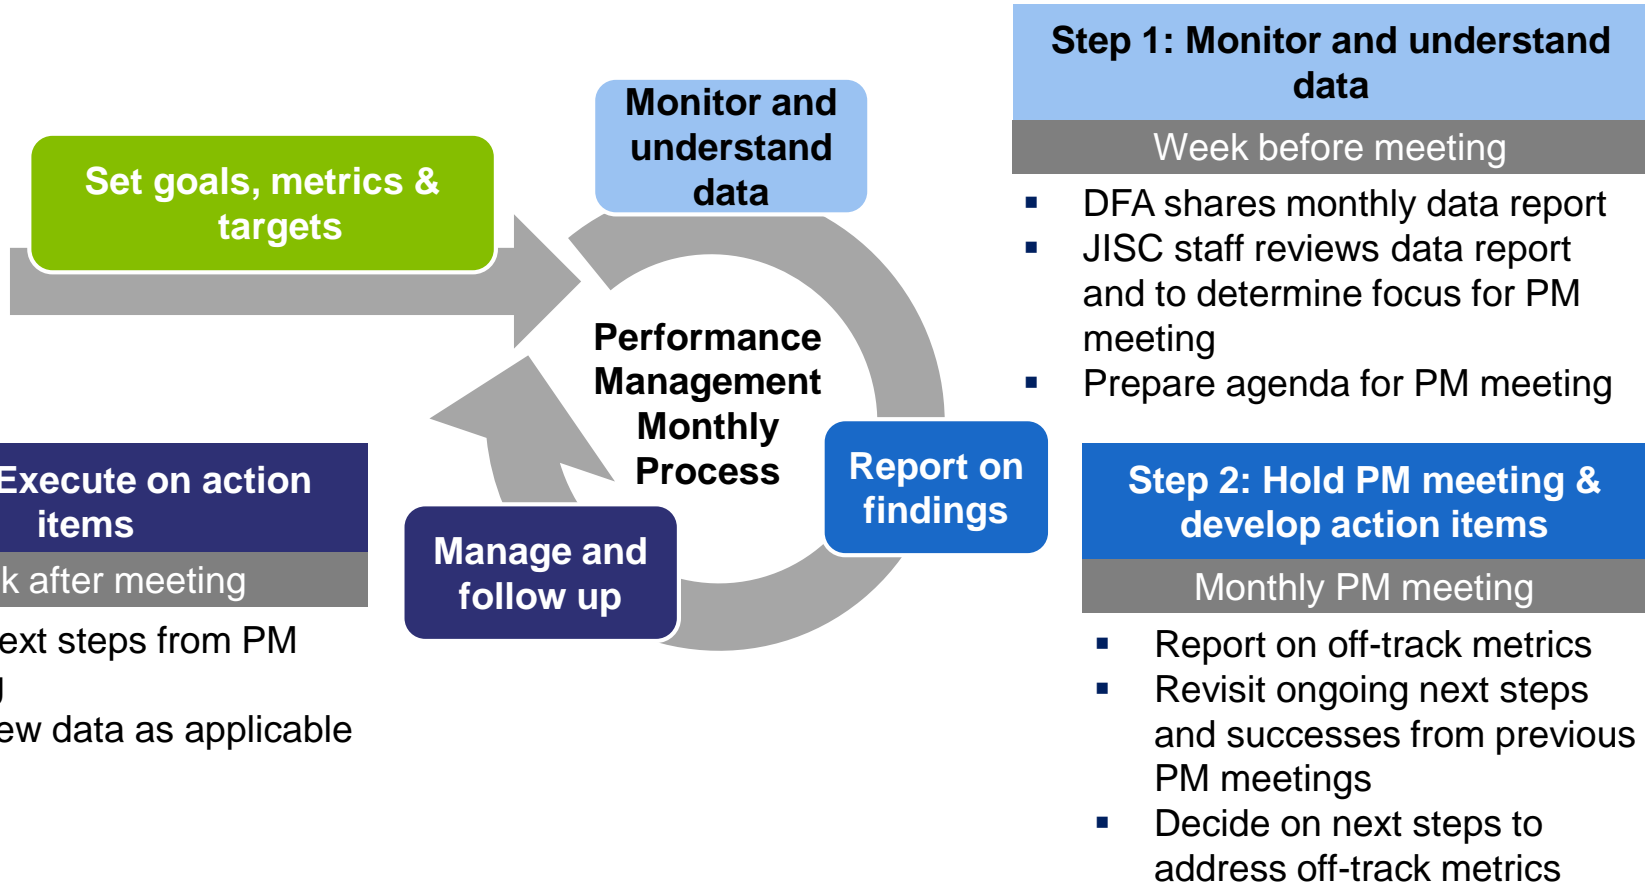 Set goals, metrics &
targets
Monitor and
understand
data
Performance
Management
Monthly
Process
Report on
findings
Manage and
follow up
Step 1: Monitor and understand
data
Week before meeting
▪ DFA shares monthly data report
▪ JISC staff reviews data report
and to determine focus for PM
meeting
▪ Prepare agenda for PM meeting
Step 2: Hold PM meeting &
develop action items
Monthly PM meeting
▪ Report on off-track metrics
▪ Revisit ongoing next steps
and successes from previous
PM meetings
▪ Decide on next steps to
address off-track metrics
Execute on action
items
after meeting
steps from PM
data as applicable